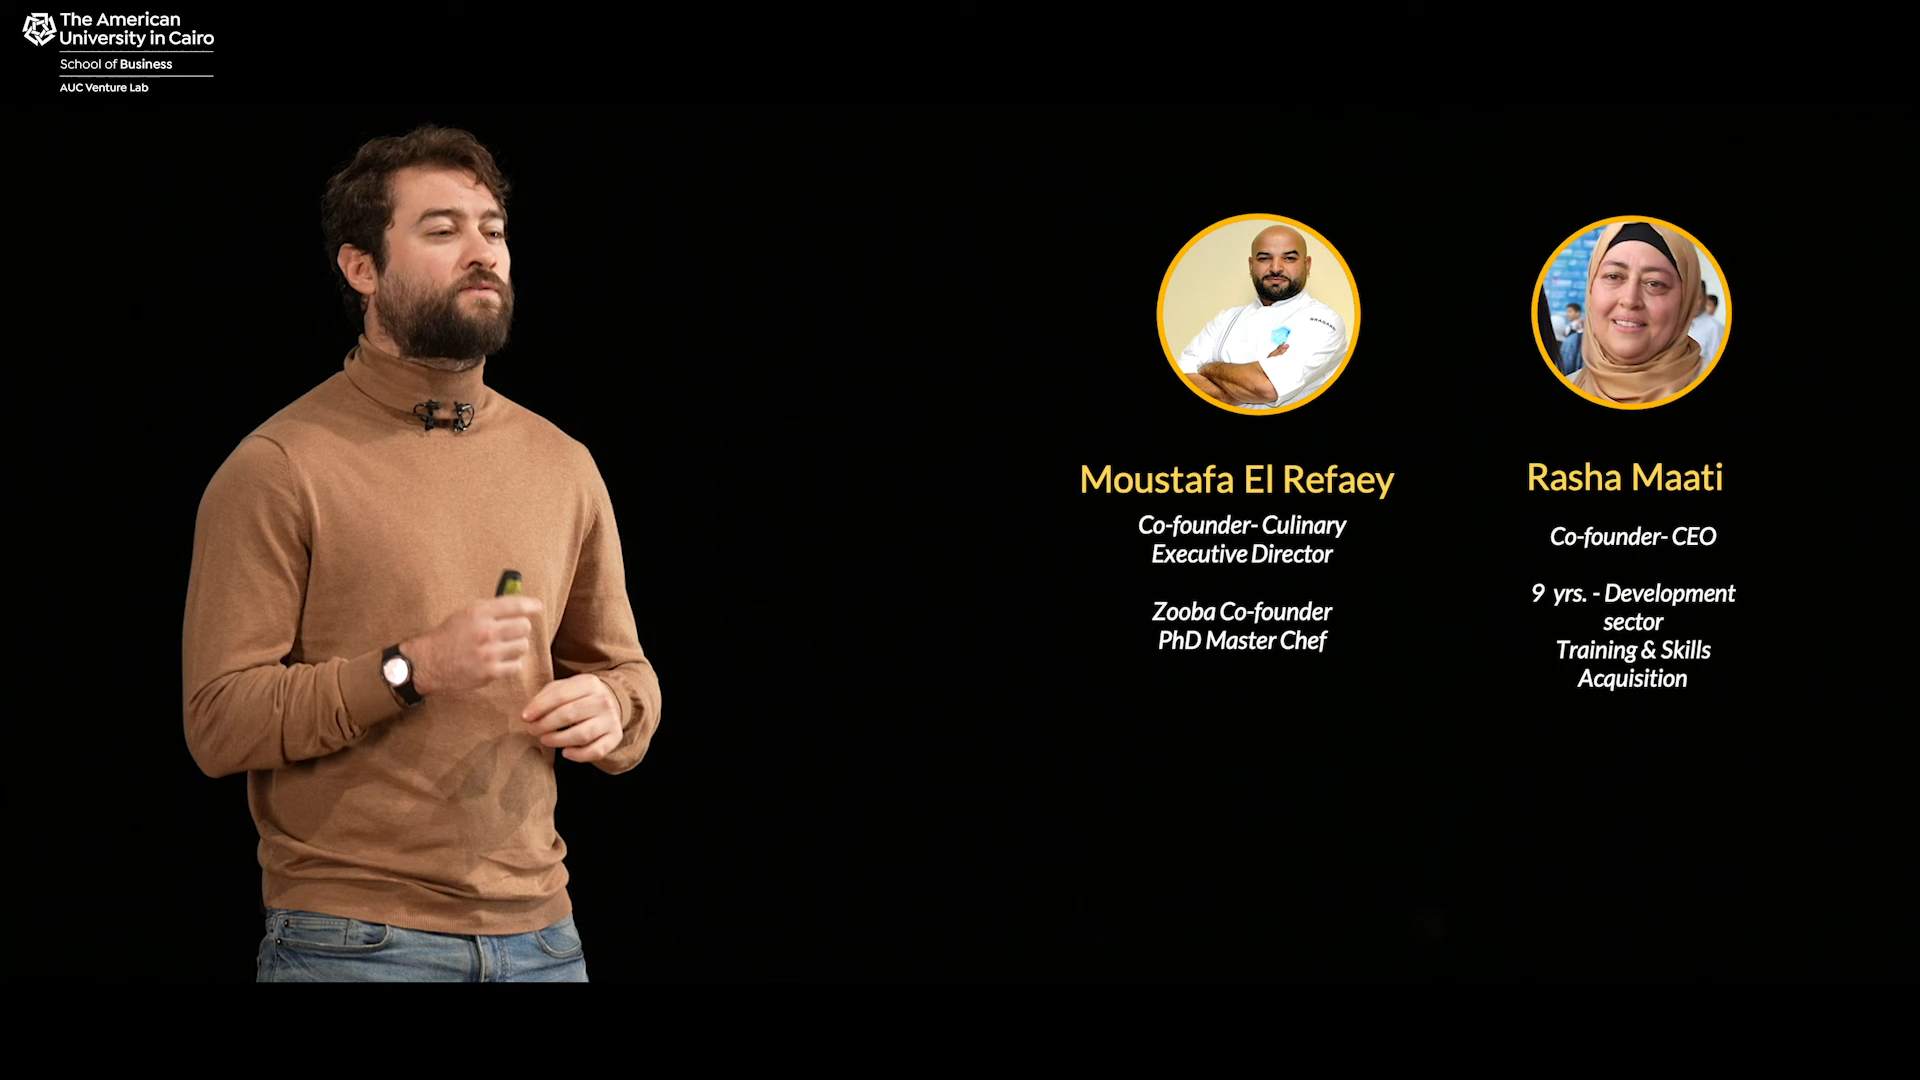 The American
University in Cairo
School of Business
AUC Venture Lab
Moustafa El Refaey
Co-founder- Culinary
Executive Director
Zooba Co-founder
PhD Master Chef
Rasha Maati
Co-founder- CEO
9 yrs. - Development
sector
Training & Skills
Acquisition